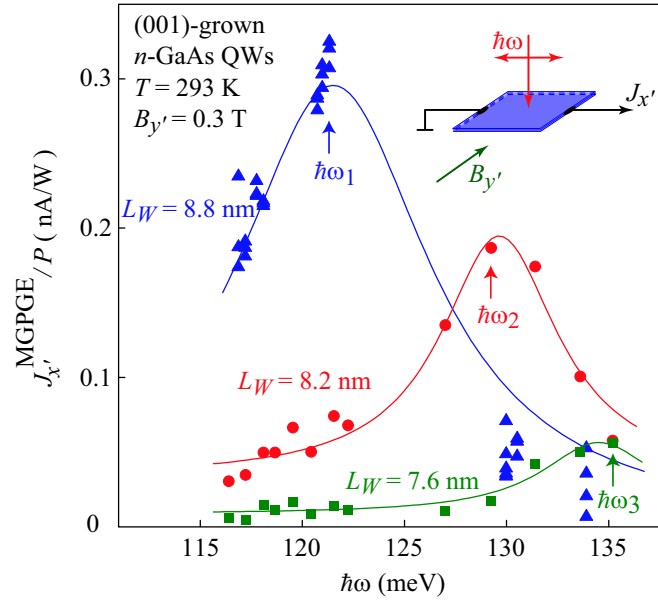 (001)-grown
n-GaAs QWs
T = 293 K
B_y′ = 0.3 T
ħω
J_x′
B_y′
ħω₁
L_W = 8.8 nm
ħω₂
L_W = 8.2 nm
L_W = 7.6 nm
ħω3
J_x′^MGPGE / P ( nA/W )
0.3
0.2
0.1
0
115 120 125 130 135
ħω (meV)